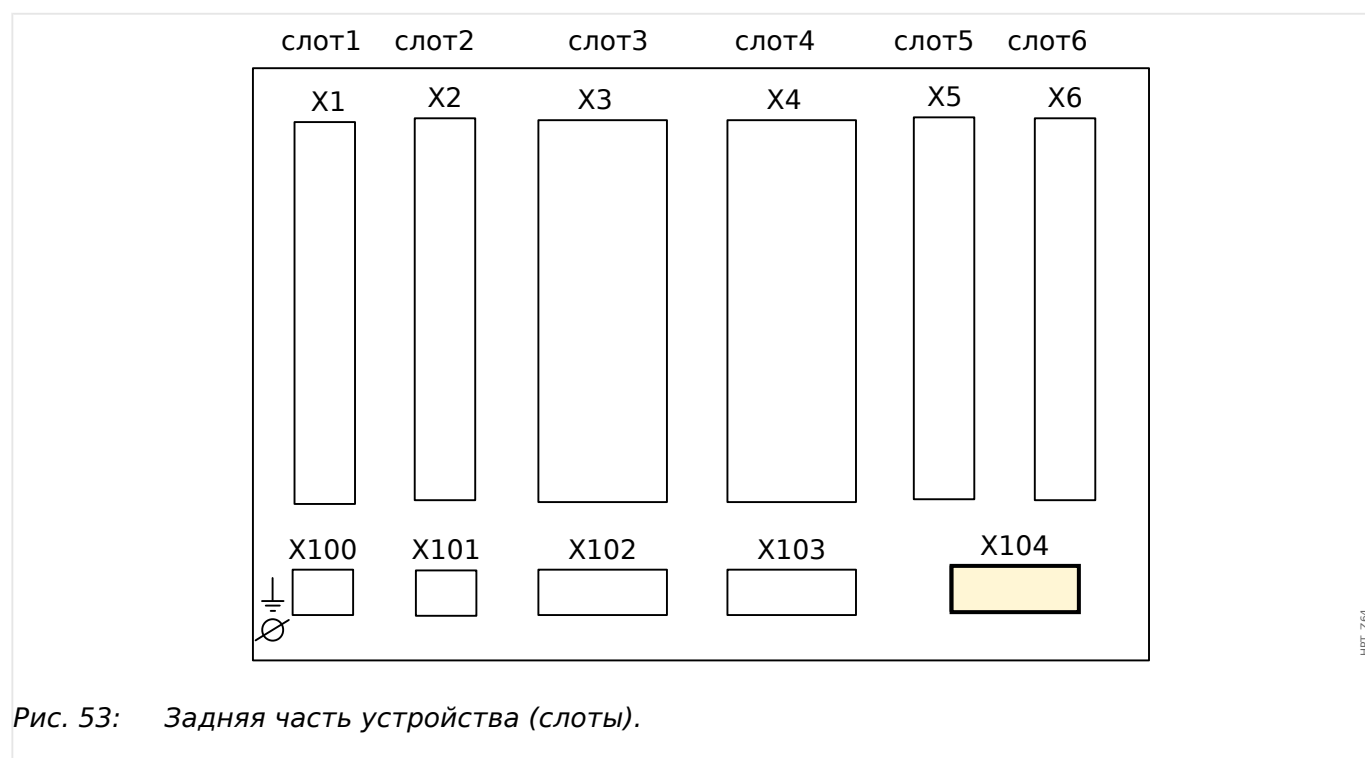 слот1 слот2 слот3 слот4 слот5 слот6
X1 X2 X3 X4 X5 X6
X100 X101 X102 X103 X104
Рис. 53: Задняя часть устройства (слоты).